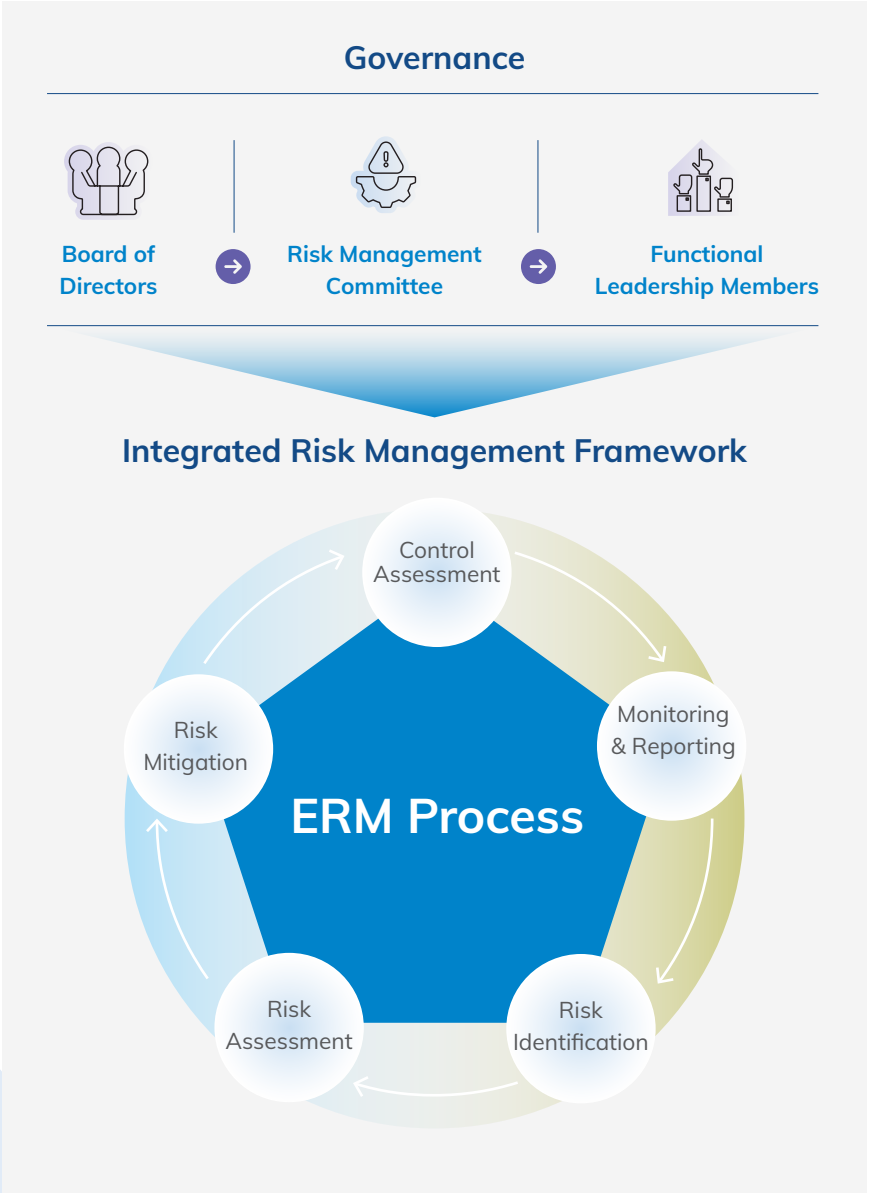 Governance
Board of
Directors
Risk Management
Committee
Functional
Leadership Members
Integrated Risk Management Framework
Control
Assessment
Monitoring
& Reporting
Risk
Identification
Risk
Assessment
Risk
Mitigation
ERM Process